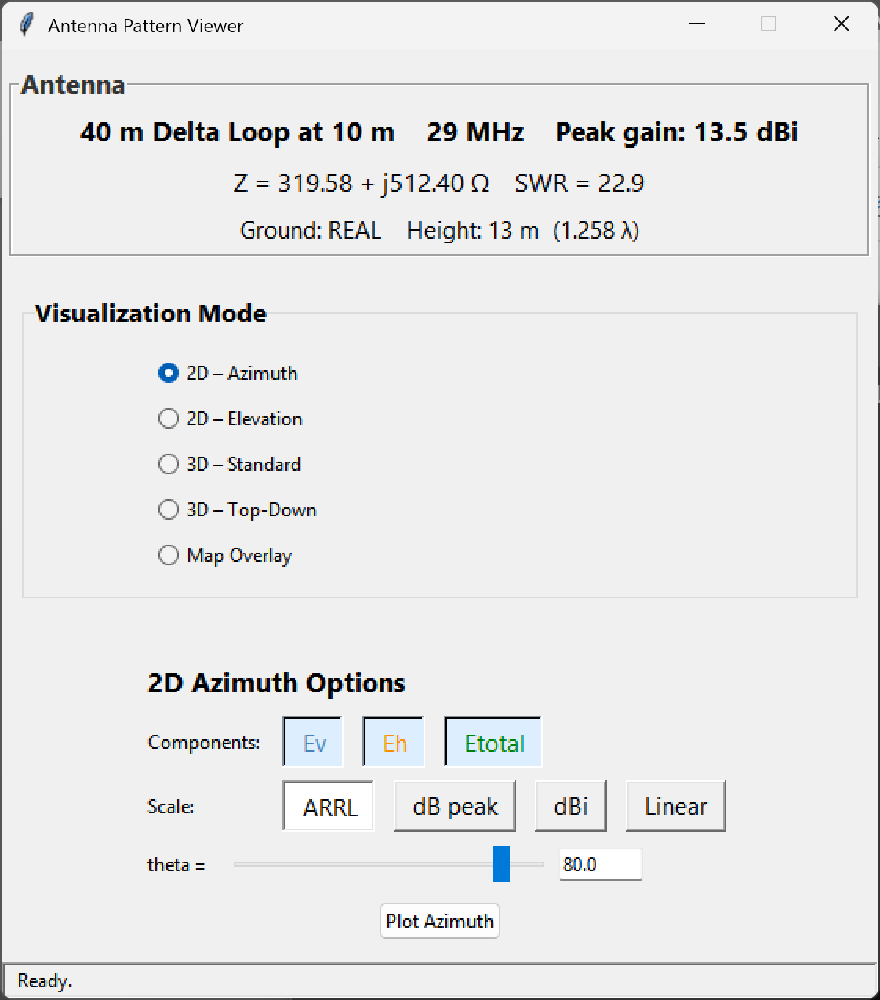 Antenna Pattern Viewer
Antenna
40 m Delta Loop at 10 m 29 MHz Peak gain: 13.5 dBi
Z = 319.58 + j512.40 Ω SWR = 22.9
Ground: REAL Height: 13 m (1.258 λ)
Visualization Mode
2D – Azimuth
2D – Elevation
3D – Standard
3D – Top-Down
Map Overlay
2D Azimuth Options
Components: Ev Eh Etotal
Scale: ARRL dB peak dBi Linear
theta = 80.0
Plot Azimuth
Ready.